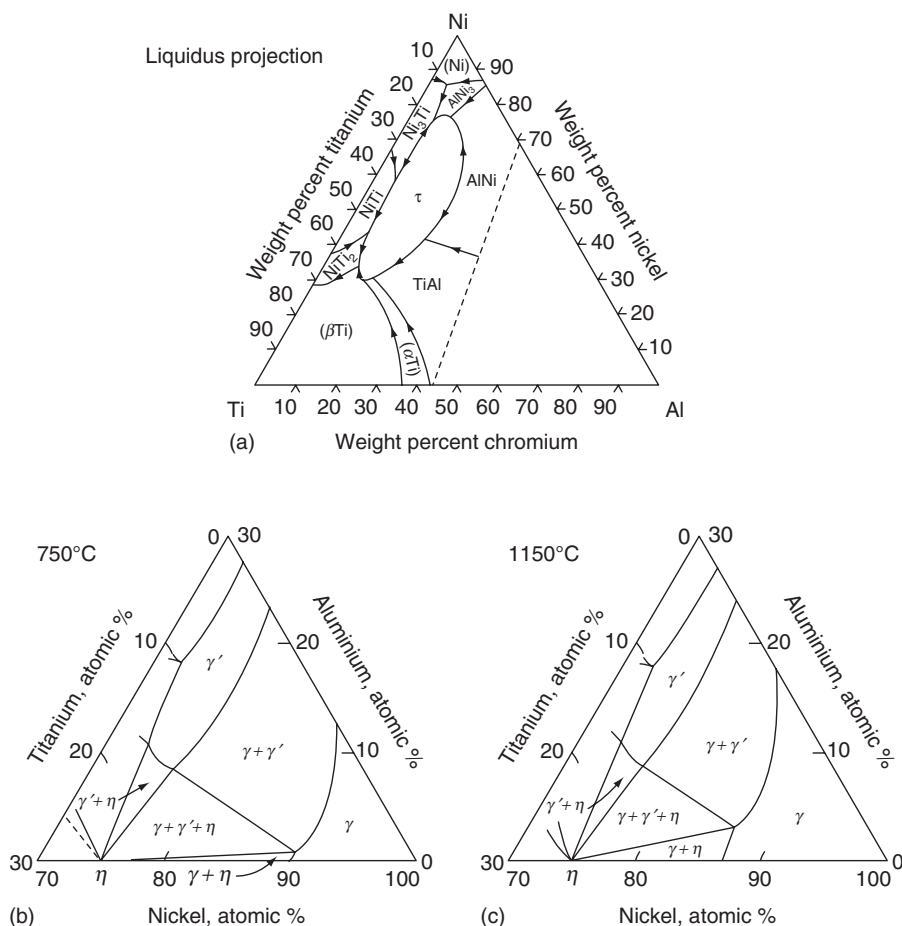 Liquidus projection
Ni
10
20
30
40
50
60
70
80
90
Weight percent titanium
90
80
70
60
50
40
30
20
10
Weight percent nickel
(Ni)
AlNi₃
Ni₃Ti
AlNi
τ
NiTi
NiTi₂
TiAl
(βTi)
(αTi)
Ti
10 20 30 40 50 60 70 80 90
Al
(a) Weight percent chromium
750°C
0 30
10 20
20 10
30 0
Titanium, atomic %
Aluminium, atomic %
γ′
γ + γ′
γ′ + η
γ + γ′ + η
γ
γ + η
70 η 80 90 100
(b) Nickel, atomic %
1150°C
0 30
10 20
20 10
30 0
Titanium, atomic %
Aluminium, atomic %
γ′
γ + γ′
γ′ + η
γ + γ′ + η
γ
γ + η
70 η 80 90 100
(c) Nickel, atomic %